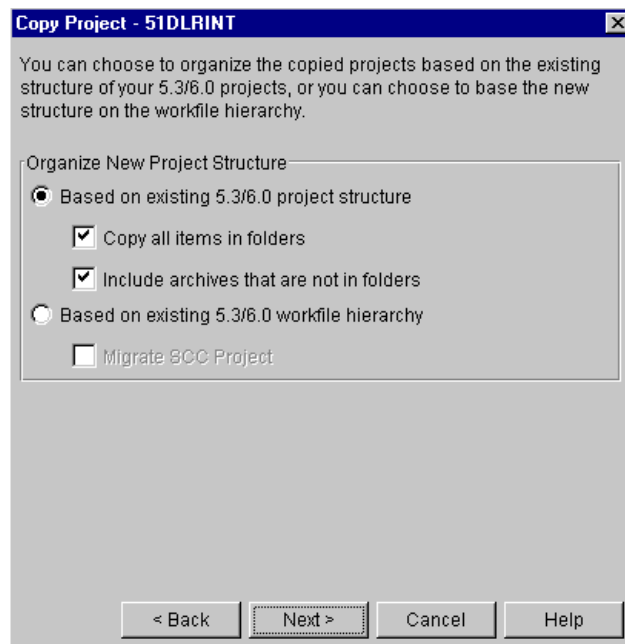 Copy Project - 51DLRINT
You can choose to organize the copied projects based on the existing
structure of your 5.3/6.0 projects, or you can choose to base the new
structure on the workfile hierarchy.
Organize New Project Structure
Based on existing 5.3/6.0 project structure
Copy all items in folders
Include archives that are not in folders
Based on existing 5.3/6.0 workfile hierarchy
Migrate SCC Project
< Back Next > Cancel Help